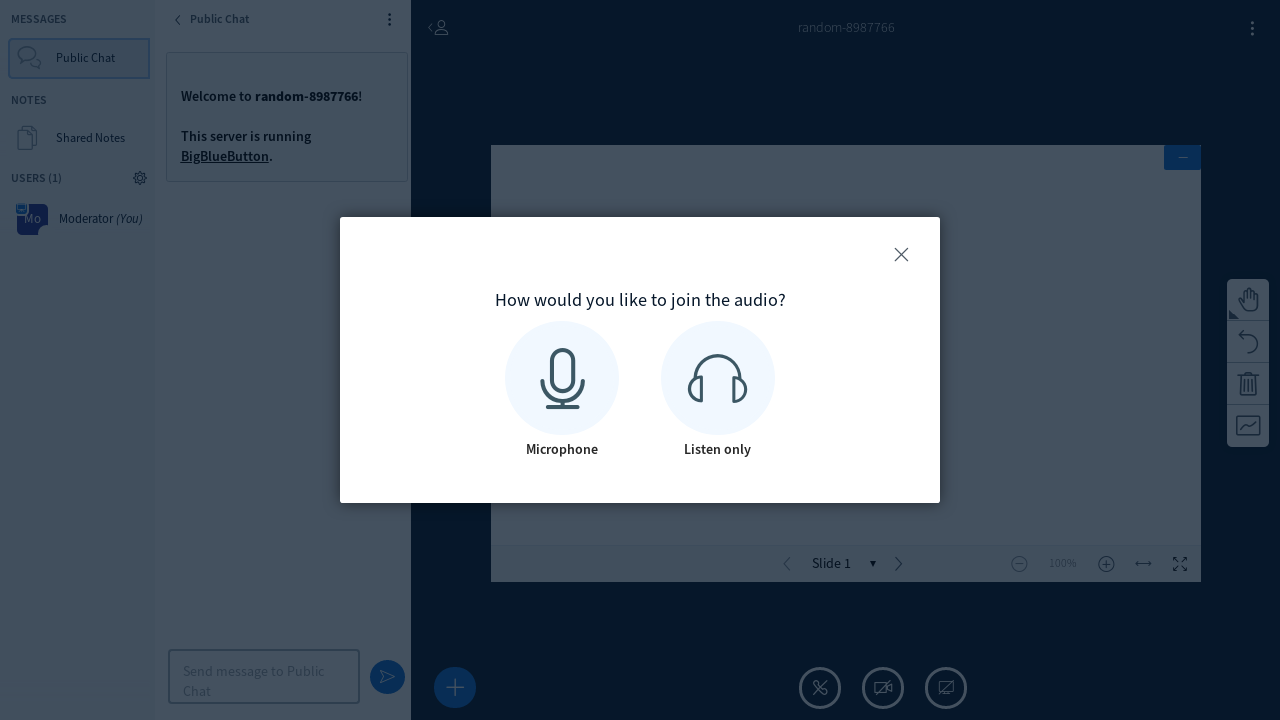 MESSAGES
Public Chat
NOTES
Shared Notes
USERS (1)
Mo
Moderator (You)
Public Chat
Welcome to random-8987766!
This server is running
BigBlueButton.
Send message to Public
Chat
random-8987766
How would you like to join the audio?
Microphone
Listen only
Slide 1
100%